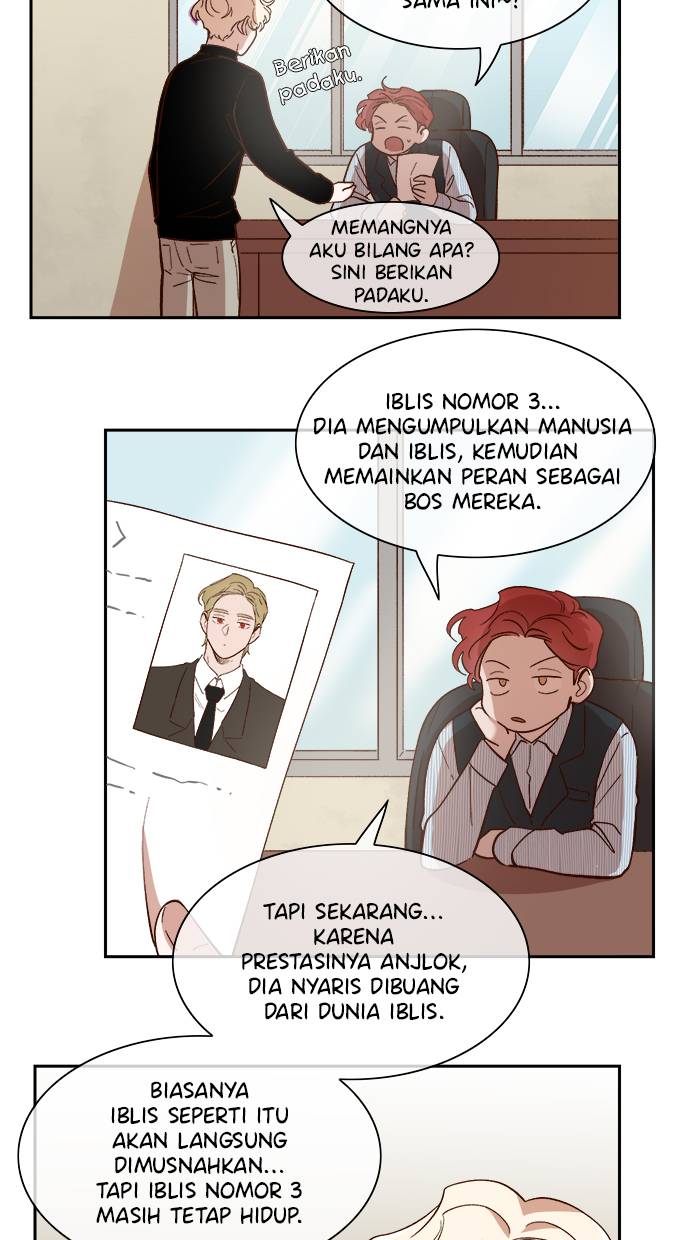 SAMA INI~?
Berikan
padaku.
MEMANGNYA
AKU BILANG APA?
SINI BERIKAN
PADAKU.
IBLIS NOMOR 3...
DIA MENGUMPULKAN MANUSIA
DAN IBLIS, KEMUDIAN
MEMAINKAN PERAN SEBAGAI
BOS MEREKA.
TAPI SEKARANG...
KARENA
PRESTASINYA ANJLOK,
DIA NYARIS DIBUANG
DARI DUNIA IBLIS.
BIASANYA
IBLIS SEPERTI ITU
AKAN LANGSUNG
DIMUSNAHKAN...
TAPI IBLIS NOMOR 3
MASIH TETAP HIDUP.